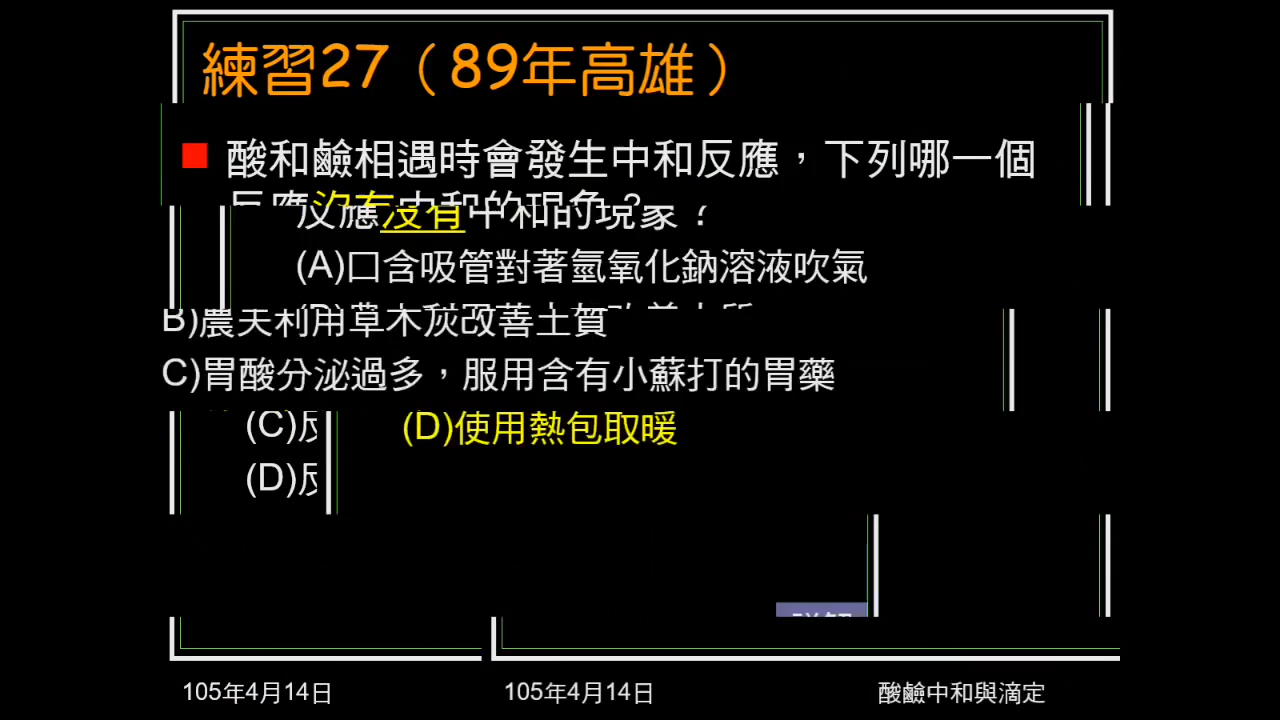 練習27（89年高雄）
酸和鹼相遇時會發生中和反應，下列哪一個
反應沒有中和的現象？
(A)口含吸管對著氫氧化鈉溶液吹氣
B)農夫利用草木灰改善土質
C)胃酸分泌過多，服用含有小蘇打的胃藥
(C)反 (D)使用熱包取暖
(D)反
105年4月14日 105年4月14日 酸鹼中和與滴定